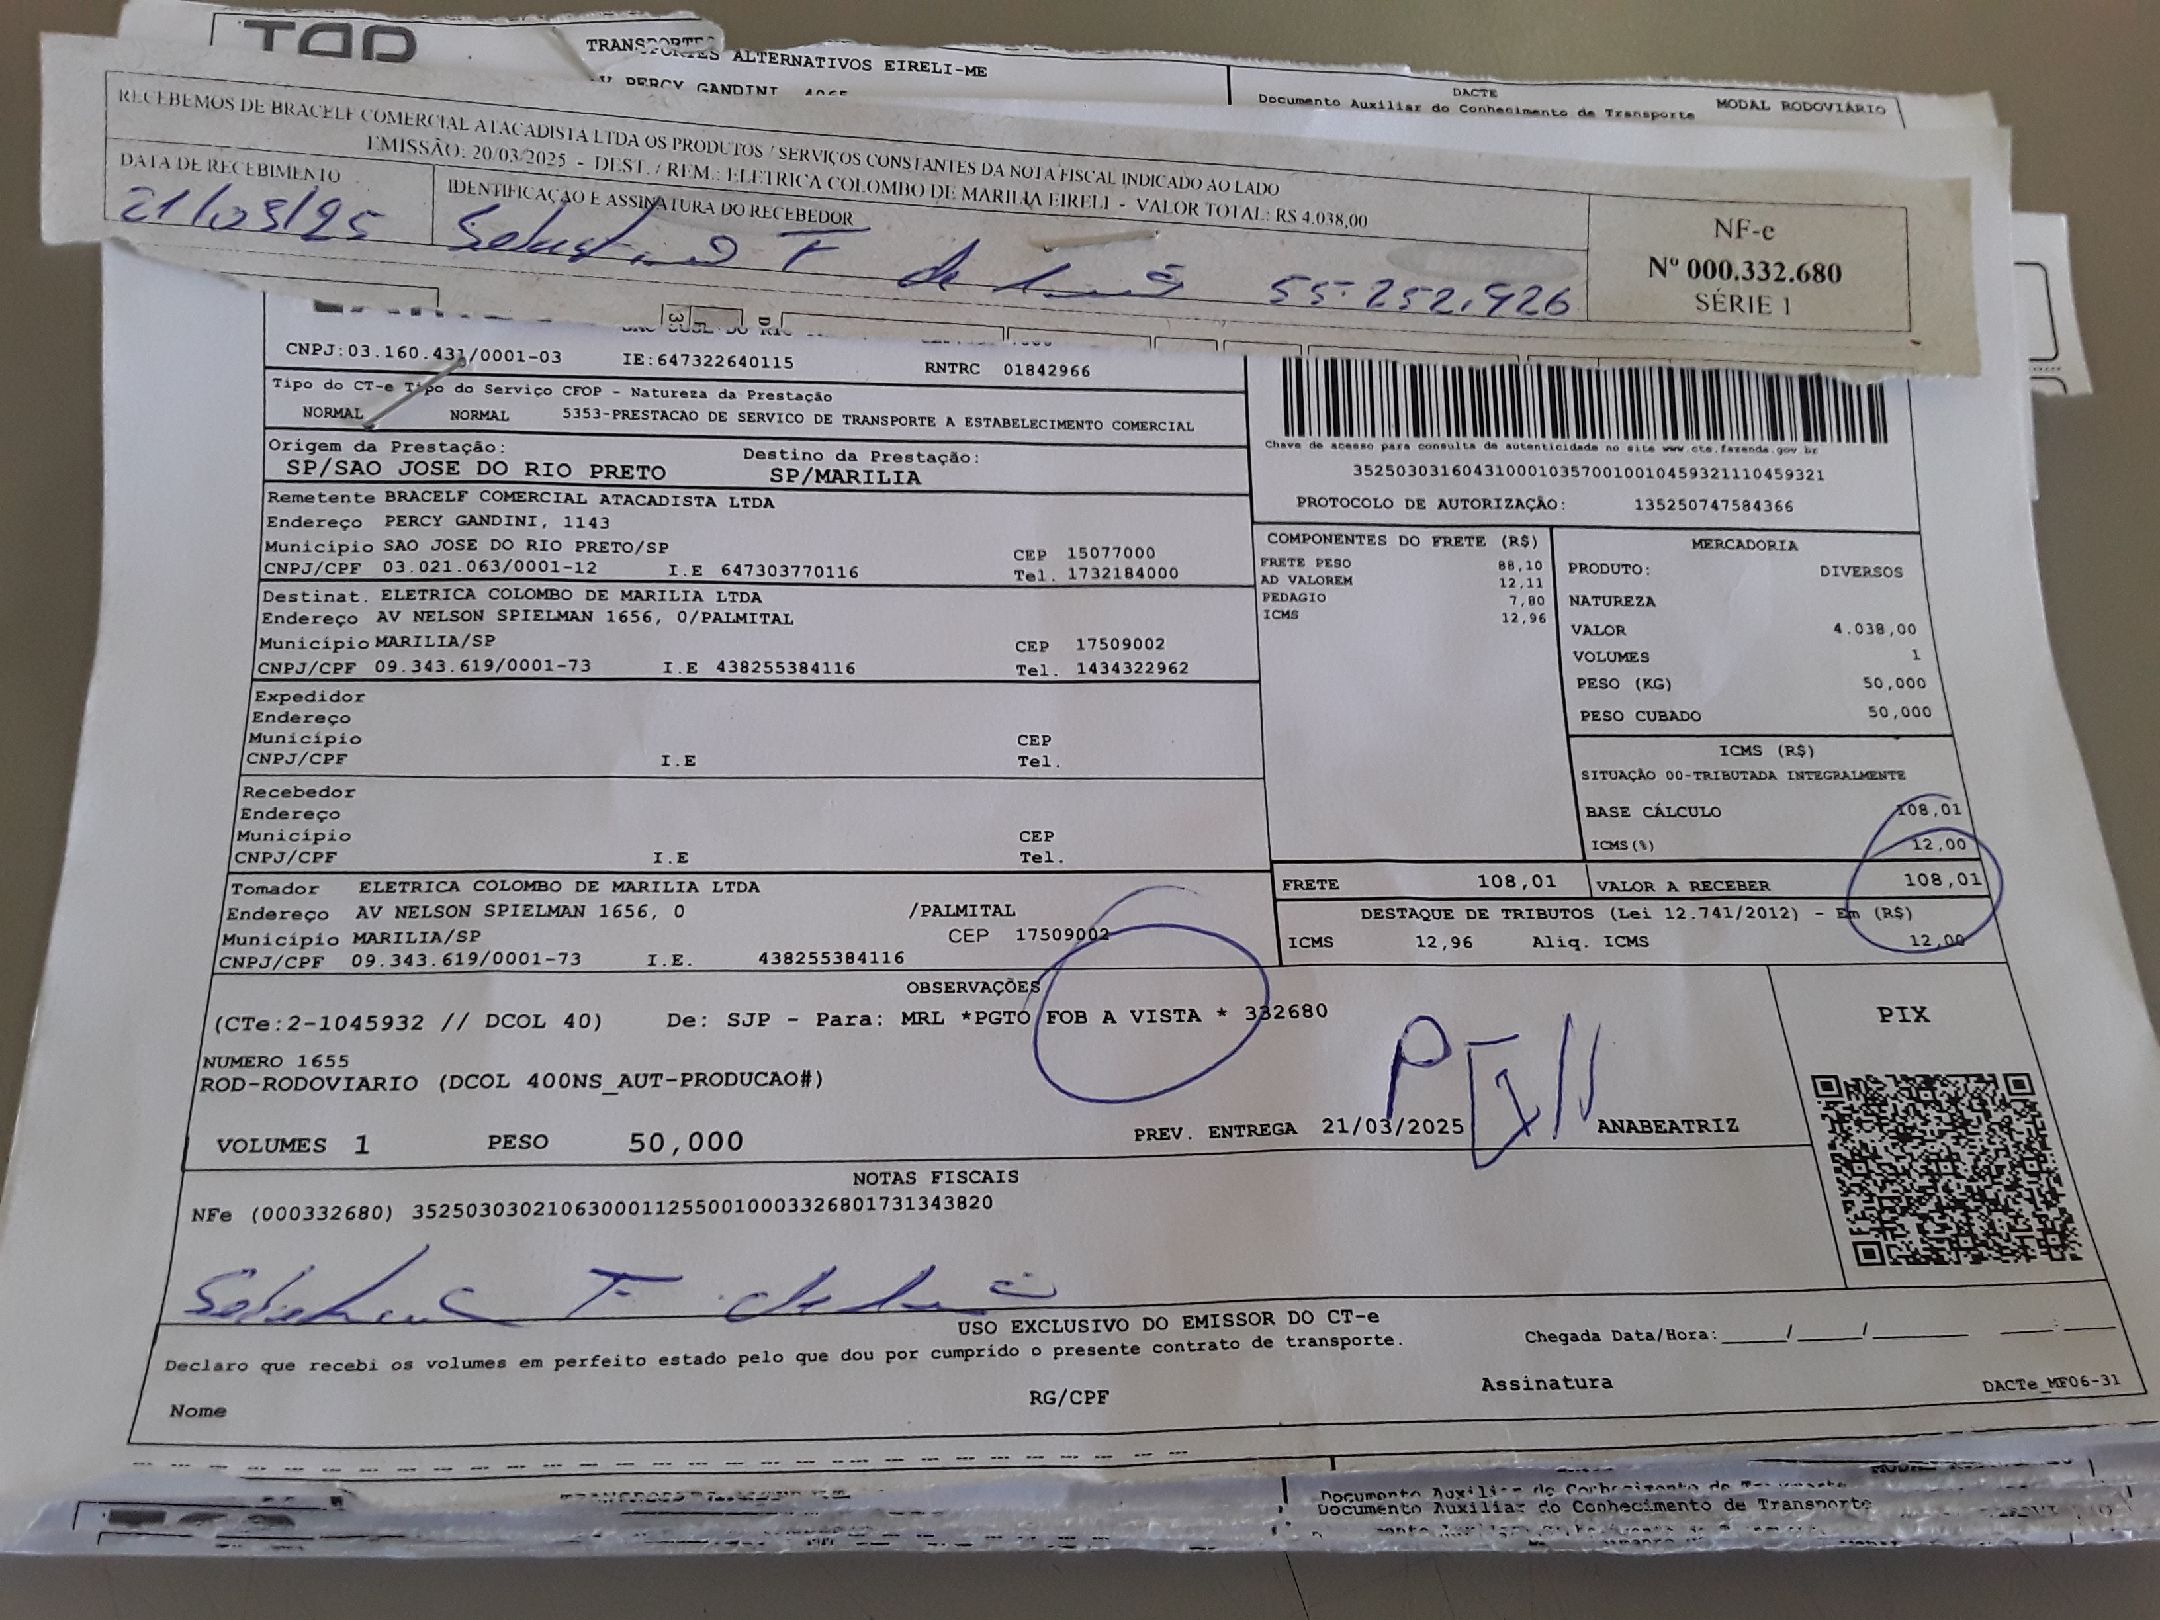 TRANSPORTES ALTERNATIVOS EIRELI-ME
PERCY GANDINI,
DACTE
Documento Auxiliar do Conhecimento de Transporte
MODAL RODOVIÁRIO
RECEBEMOS DE BRACELF COMERCIAL ATACADISTA LTDA OS PRODUTOS / SERVIÇOS CONSTANTES DA NOTA FISCAL INDICADO AO LADO
EMISSÃO: 20/03/2025 - DEST. / REM.: ELETRICA COLOMBO DE MARILIA EIRELI - VALOR TOTAL: R$ 4.038,00
DATA DE RECEBIMENTO
21/03/25
IDENTIFICAÇÃO E ASSINATURA DO RECEBEDOR
55.252.926
NF-e
Nº 000.332.680
SÉRIE 1
CNPJ:03.160.431/0001-03 IE:647322640115 RNTRC 01842966
Tipo do CT-e Tipo do Serviço CFOP - Natureza da Prestação
NORMAL NORMAL 5353-PRESTACAO DE SERVICO DE TRANSPORTE A ESTABELECIMENTO COMERCIAL
Origem da Prestação: Destino da Prestação:
SP/SAO JOSE DO RIO PRETO SP/MARILIA
Remetente BRACELF COMERCIAL ATACADISTA LTDA
Endereço PERCY GANDINI, 1143
Município SAO JOSE DO RIO PRETO/SP CEP 15077000
CNPJ/CPF 03.021.063/0001-12 I.E 647303770116 Tel. 1732184000
Destinat. ELETRICA COLOMBO DE MARILIA LTDA
Endereço AV NELSON SPIELMAN 1656, 0/PALMITAL
Município MARILIA/SP CEP 17509002
CNPJ/CPF 09.343.619/0001-73 I.E 438255384116 Tel. 1434322962
Expedidor
Endereço
Município CEP
CNPJ/CPF I.E Tel.
Recebedor
Endereço
Município CEP
CNPJ/CPF I.E Tel.
Tomador ELETRICA COLOMBO DE MARILIA LTDA
Endereço AV NELSON SPIELMAN 1656, 0 /PALMITAL
Município MARILIA/SP CEP 17509002
CNPJ/CPF 09.343.619/0001-73 I.E. 438255384116
Chave de acesso para consulta de autenticidade no site www.cte.fazenda.gov.br
35250303160431000103570010010459321110459321
PROTOCOLO DE AUTORIZAÇÃO: 135250747584366
COMPONENTES DO FRETE (R$)
FRETE PESO 88,10
AD VALOREM 12,11
PEDAGIO 7,80
ICMS 12,96
MERCADORIA
PRODUTO: DIVERSOS
NATUREZA
VALOR 4.038,00
VOLUMES 1
PESO (KG) 50,000
PESO CUBADO 50,000
ICMS (R$)
SITUAÇÃO 00-TRIBUTADA INTEGRALMENTE
BASE CÁLCULO 108,01
ICMS(%) 12,00
FRETE 108,01 VALOR A RECEBER 108,01
DESTAQUE DE TRIBUTOS (Lei 12.741/2012) - Em (R$)
ICMS 12,96 Aliq. ICMS 12,00
OBSERVAÇÕES
(CTe:2-1045932 // DCOL 40) De: SJP - Para: MRL *PGTO FOB A VISTA * 332680
NUMERO 1655
ROD-RODOVIARIO (DCOL 400NS_AUT-PRODUCAO#)
VOLUMES 1 PESO 50,000 PREV. ENTREGA 21/03/2025 ANABEATRIZ
PIX
NOTAS FISCAIS
NFe (000332680) 35250303021063000112550010003326801731343820
USO EXCLUSIVO DO EMISSOR DO CT-e
Declaro que recebi os volumes em perfeito estado pelo que dou por cumprido o presente contrato de transporte.
Chegada Data/Hora:_____/_____/_______ ____:____
Nome RG/CPF Assinatura DACTe_MF06-31
Documento Auxiliar do Conhecimento de Transporte